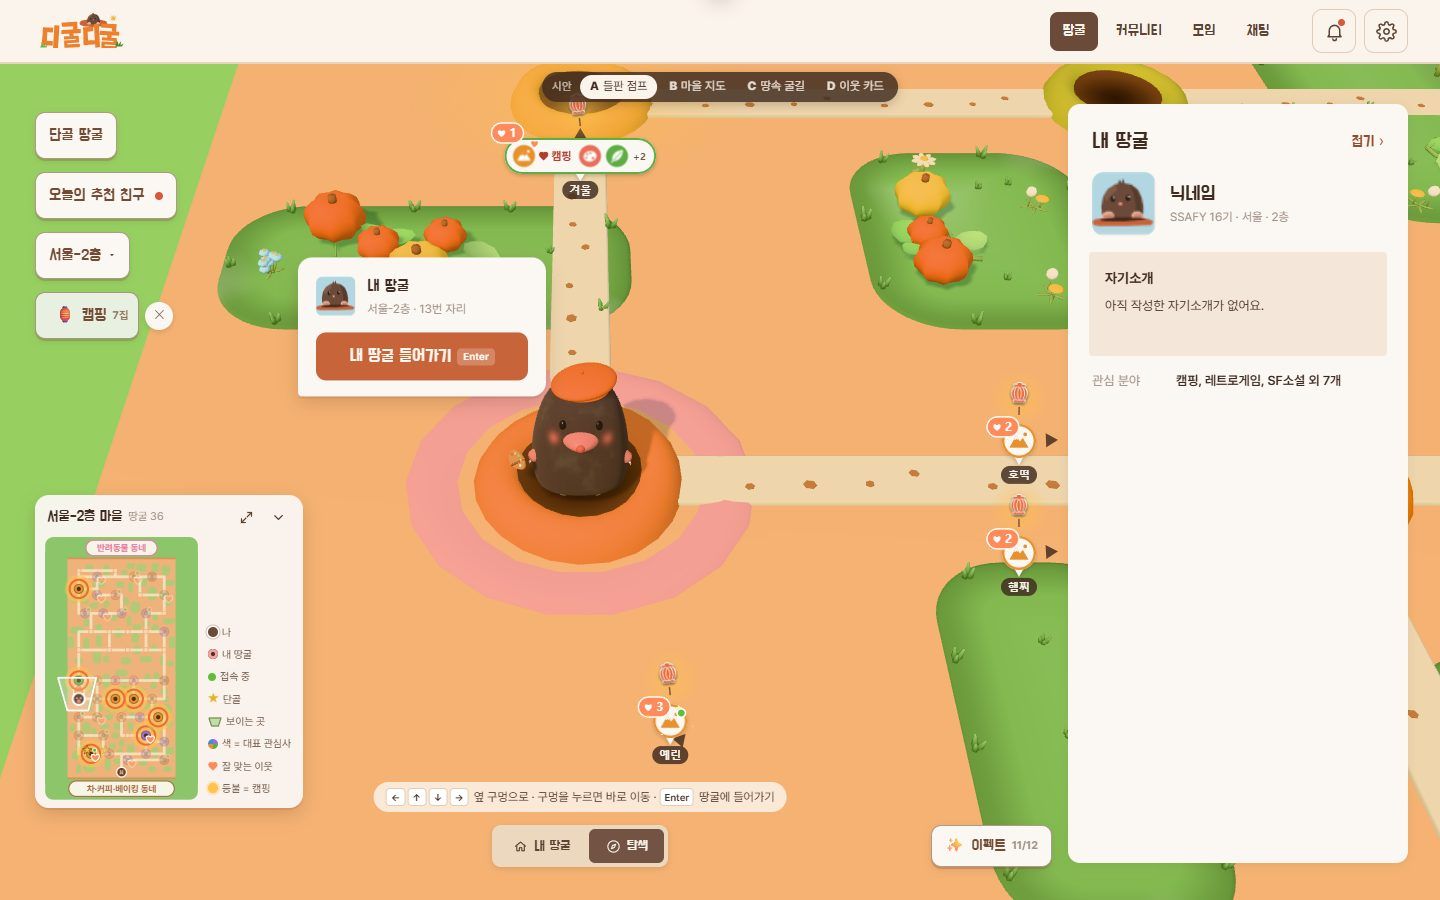 디굴디굴
땅굴
커뮤니티
모임
채팅
시안
A 들판 점프
B 마을 지도
C 땅속 굴길
D 이웃 카드
단골 땅굴
오늘의 추천 친구
서울-2층
캠핑 7집
1
캠핑
+2
겨울
내 땅굴
서울-2층 · 13번 자리
내 땅굴 들어가기 Enter
내 땅굴
접기 ›
닉네임
SSAFY 16기 · 서울 · 2층
자기소개
아직 작성한 자기소개가 없어요.
관심 분야
캠핑, 레트로게임, SF소설 외 7개
2
호떡
2
햄찌
3
예린
서울-2층 마을 땅굴 36
반려동물 동네
나
내 땅굴
접속 중
단골
보이는 곳
색 = 대표 관심사
잘 맞는 이웃
등불 = 캠핑
차·커피·베이킹 동네
← ↑ ↓ → 옆 구멍으로 · 구멍을 누르면 바로 이동 · Enter 땅굴에 들어가기
내 땅굴
탐색
이펙트 11/12